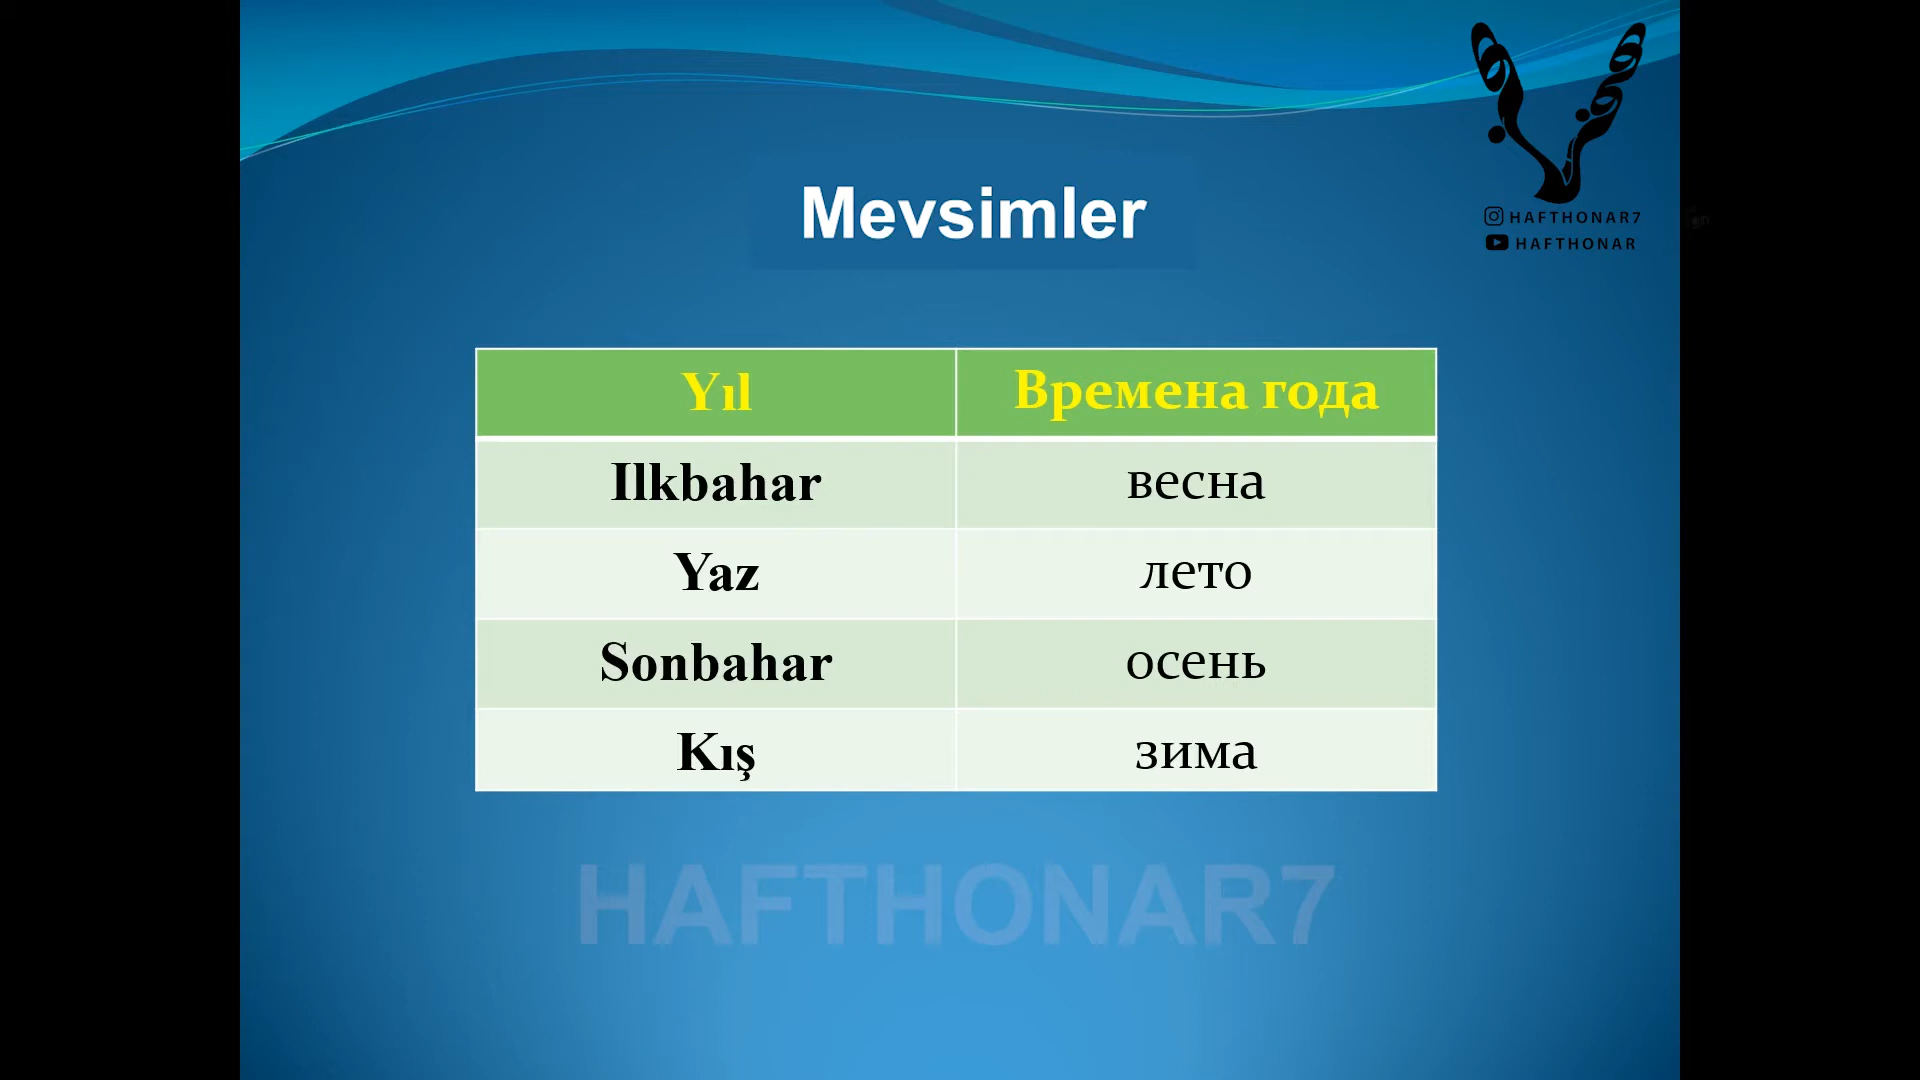 Mevsimler
HAFTHONAR7
HAFTHONAR
Yıl Времена года
Ilkbahar весна
Yaz лето
Sonbahar осень
Kış зима
HAFTHONAR7